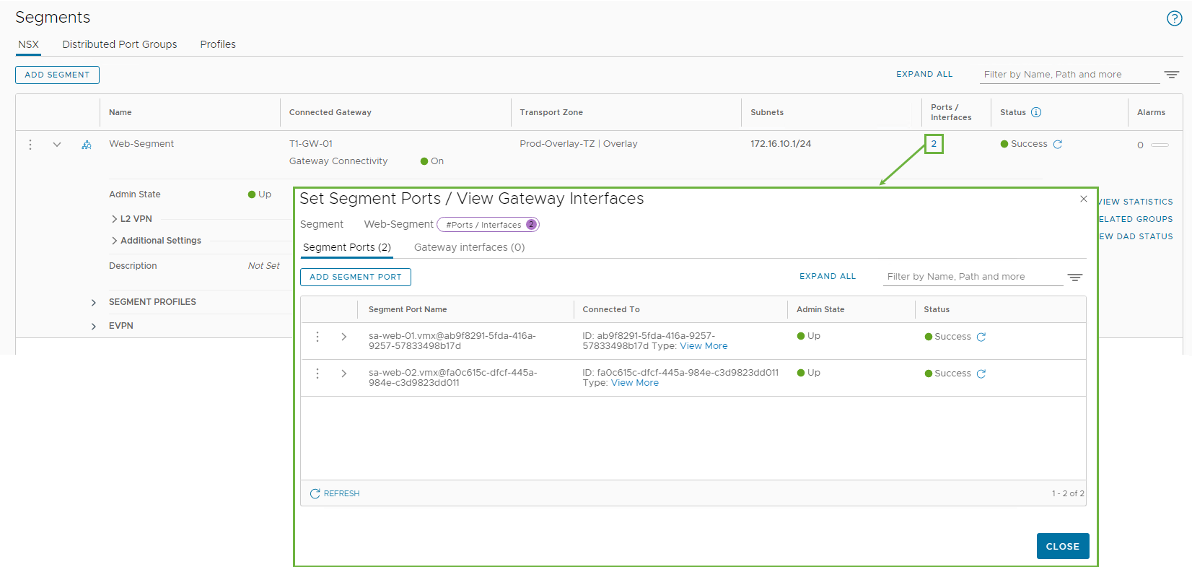 Segments
NSX Distributed Port Groups Profiles
ADD SEGMENT EXPAND ALL Filter by Name, Path and more
Name Connected Gateway Transport Zone Subnets Ports / Interfaces Status Alarms
Web-Segment T1-GW-01 Prod-Overlay-TZ | Overlay 172.16.10.1/24 2 Success 0
Gateway Connectivity On
Admin State Up
L2 VPN
Additional Settings
Description Not Set
SEGMENT PROFILES
EVPN
VIEW STATISTICS
ELATED GROUPS
EW DAD STATUS
Set Segment Ports / View Gateway Interfaces
Segment Web-Segment #Ports / Interfaces 2
Segment Ports (2) Gateway interfaces (0)
ADD SEGMENT PORT EXPAND ALL Filter by Name, Path and more
Segment Port Name Connected To Admin State Status
sa-web-01.vmx@ab9f8291-5fda-416a- ID: ab9f8291-5fda-416a-9257- Up Success
9257-57833498b17d 57833498b17d Type: View More
sa-web-02.vmx@fa0c615c-dfcf-445a- ID: fa0c615c-dfcf-445a-984e-c3d9823dd011 Up Success
984e-c3d9823dd011 Type: View More
REFRESH 1 - 2 of 2
CLOSE